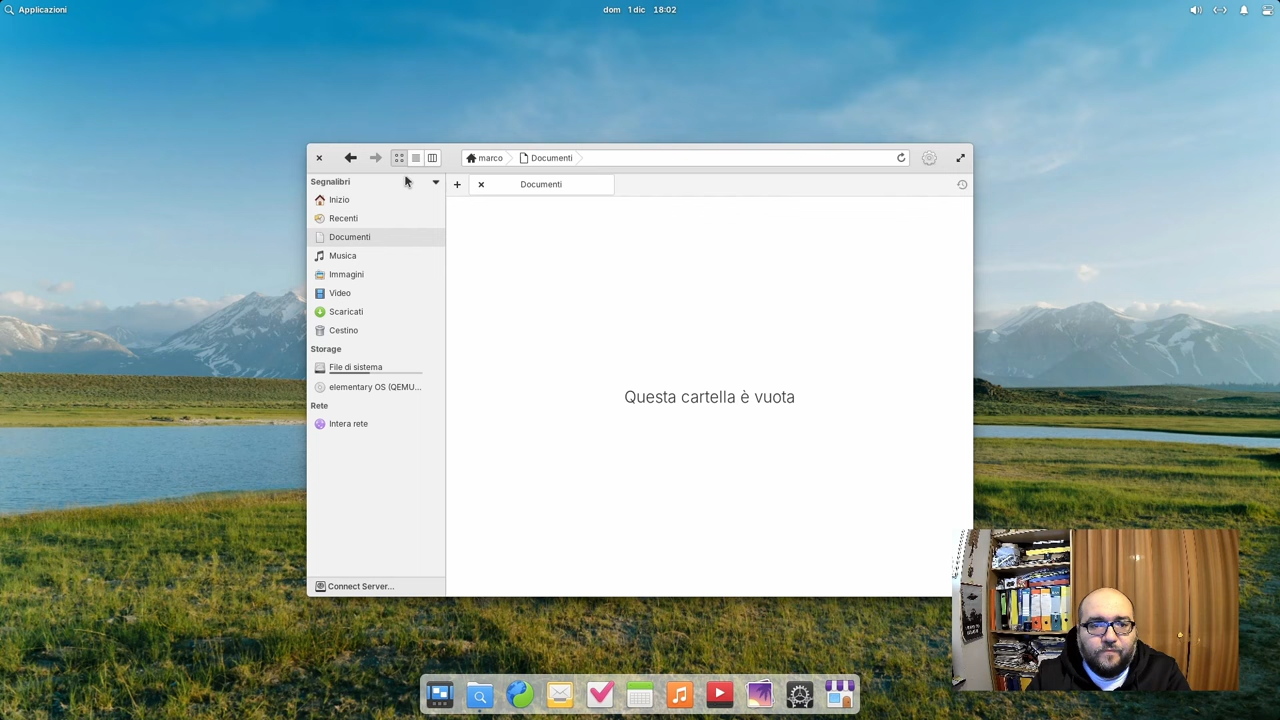 Applicazioni
dom 1 dic 18:02
marco Documenti
Segnalibri
Documenti
Inizio
Recenti
Documenti
Musica
Immagini
Video
Scaricati
Cestino
Storage
File di sistema
elementary OS (QEMU...
Rete
Intera rete
Questa cartella è vuota
Connect Server...